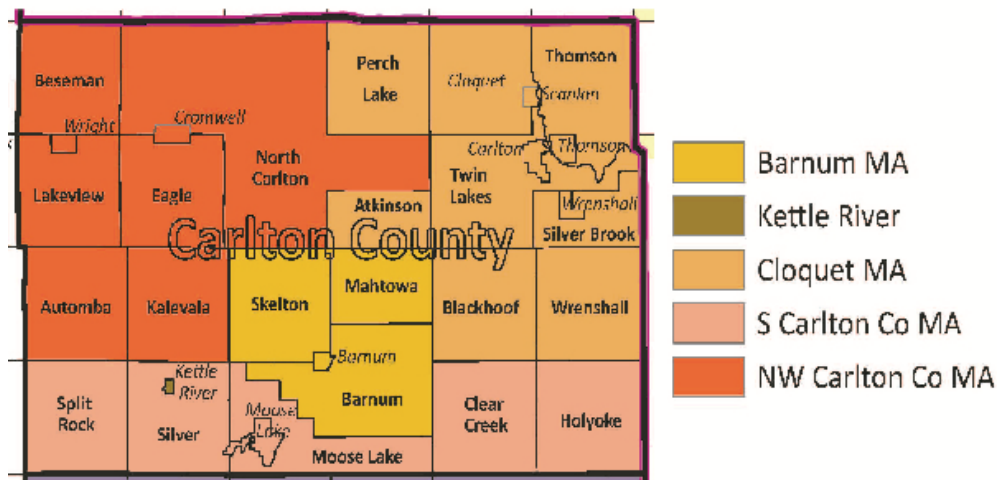 Beseman
Perch
Lake
Cloquet
Thomson
Scanlon
Wright
Cromwell
Carlton
Thomson
North
Carlton
Lakeview
Eagle
Atkinson
Twin
Lakes
Wrenshall
Silver Brook
Carlton County
Automba
Kalevala
Skelton
Mahtowa
Blackhoof
Wrenshall
Barnum
Kettle
River
Split
Rock
Silver
Moose
Lake
Barnum
Clear
Creek
Holyoke
Moose Lake
Barnum MA
Kettle River
Cloquet MA
S Carlton Co MA
NW Carlton Co MA